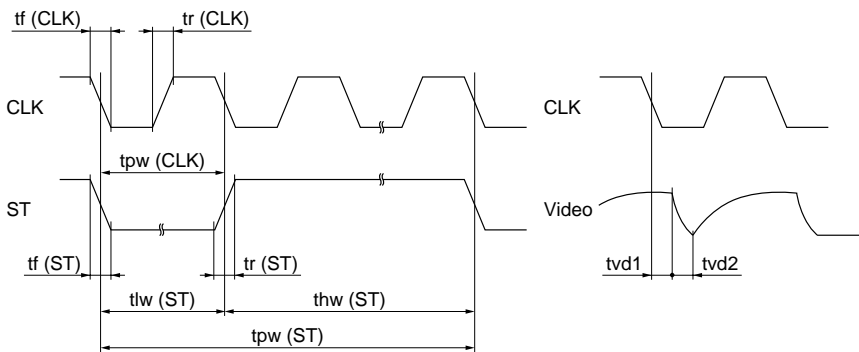 tf (CLK)
tr (CLK)
CLK
tpw (CLK)
ST
tf (ST)
tr (ST)
tlw (ST)
thw (ST)
tpw (ST)
CLK
Video
tvd1
tvd2